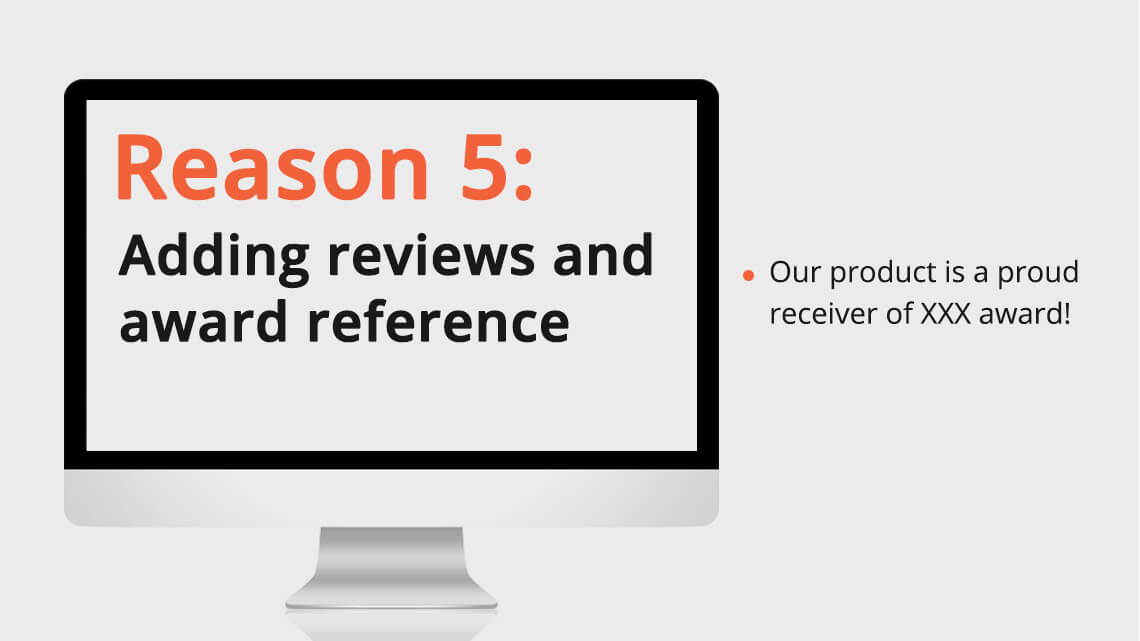 Reason 5:
Adding reviews and
award reference
Our product is a proud
receiver of XXX award!